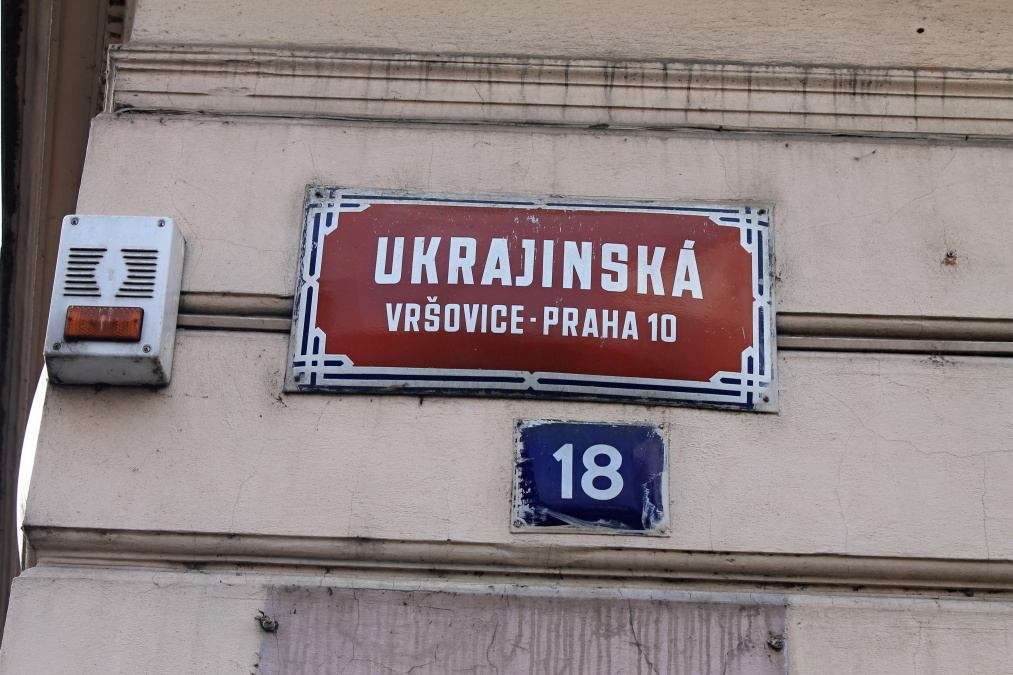 UKRAJINSKÁ
VRŠOVICE - PRAHA 10
18